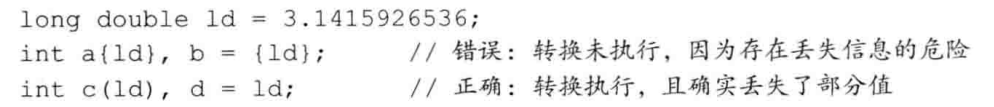 long double ld = 3.1415926536;
int a{ld}, b = {ld};  // 错误：转换未执行，因为存在丢失信息的危险
int c(ld), d = ld;  // 正确：转换执行，且确实丢失了部分值